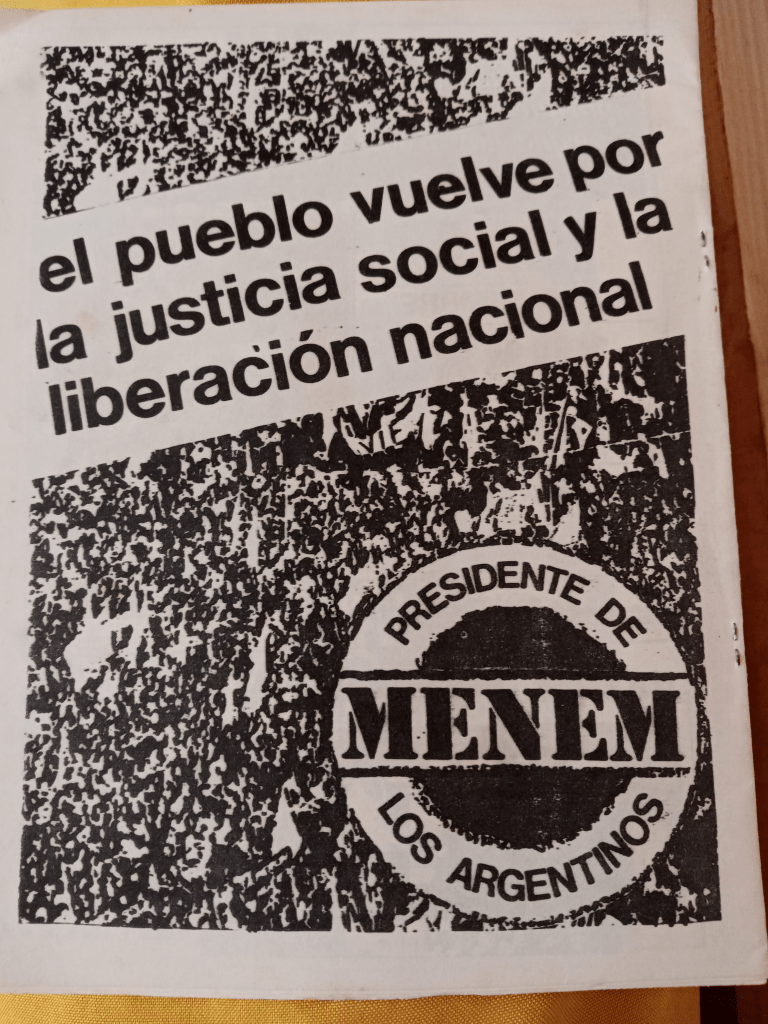 el pueblo vuelve por
la justicia social y la
liberación nacional
PRESIDENTE DE
MENEM
LOS ARGENTINOS